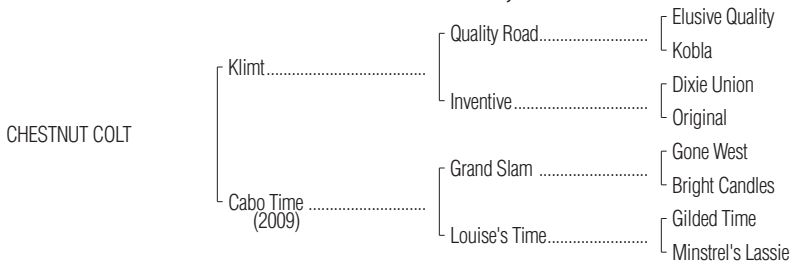 Elusive Quality
Quality Road
Kobla
Klimt
Dixie Union
Inventive
Original
CHESTNUT COLT
Gone West
Grand Slam
Bright Candles
Cabo Time
(2009)
Gilded Time
Louise's Time
Minstrel's Lassie